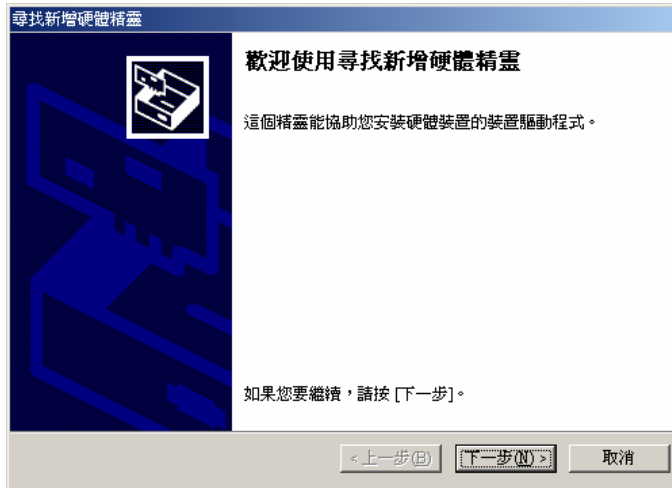 尋找新增硬體精靈
歡迎使用尋找新增硬體精靈
這個精靈能協助您安裝硬體裝置的裝置驅動程式。
如果您要繼續，請按 [下一步]。
< 上一步(B)
下一步(N) >
取消